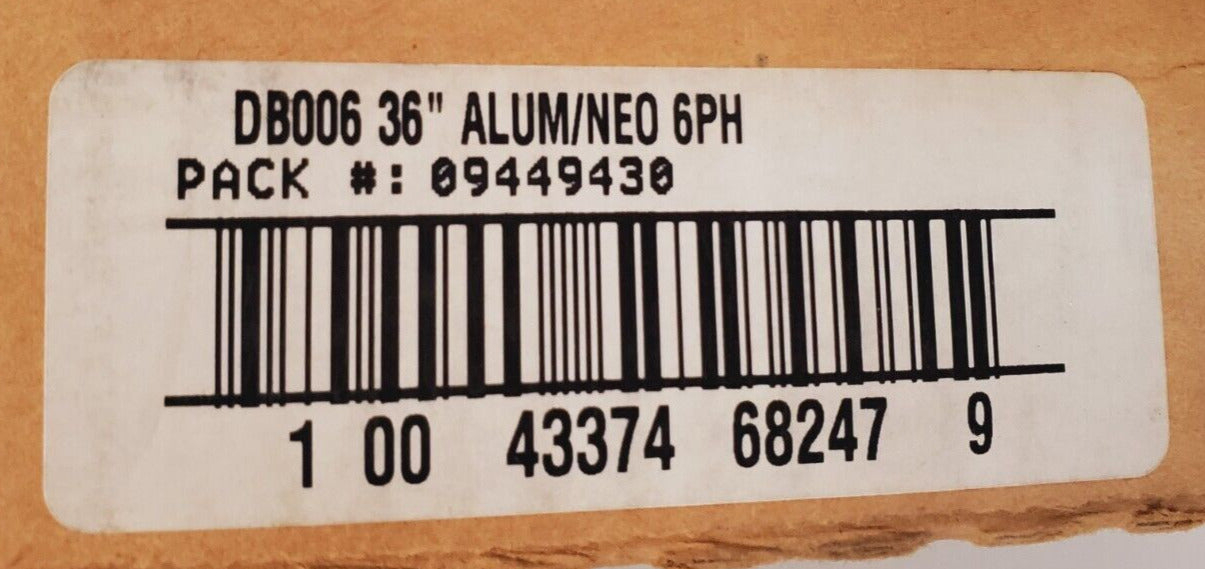 DB006 36" ALUM/NEO 6PH
PACK #: 09449430
1 00 43374 68247 9